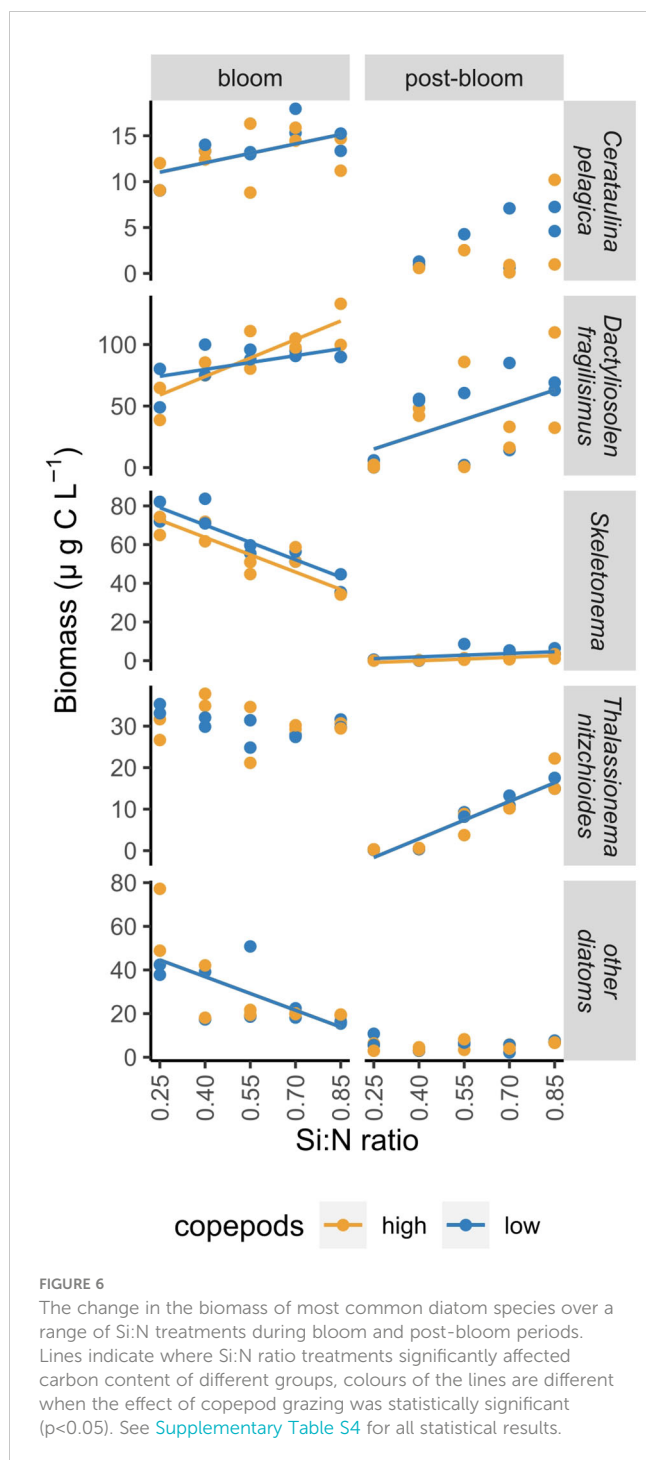 bloom
post-bloom
15
10
5
0
Cerataulina
pelagica
100
50
0
Dactyliosolen
fragilisimus
80
60
40
20
0
Skeletonema
30
20
10
0
Thalassionema
nitzchioides
80
60
40
20
0
other
diatoms
Biomass (µ g C L⁻¹)
0.25
0.40
0.55
0.70
0.85
0.25
0.40
0.55
0.70
0.85
Si:N ratio
copepods high low
FIGURE 6
The change in the biomass of most common diatom species over a
range of Si:N treatments during bloom and post-bloom periods.
Lines indicate where Si:N ratio treatments significantly affected
carbon content of different groups, colours of the lines are different
when the effect of copepod grazing was statistically significant
(p<0.05). See Supplementary Table S4 for all statistical results.